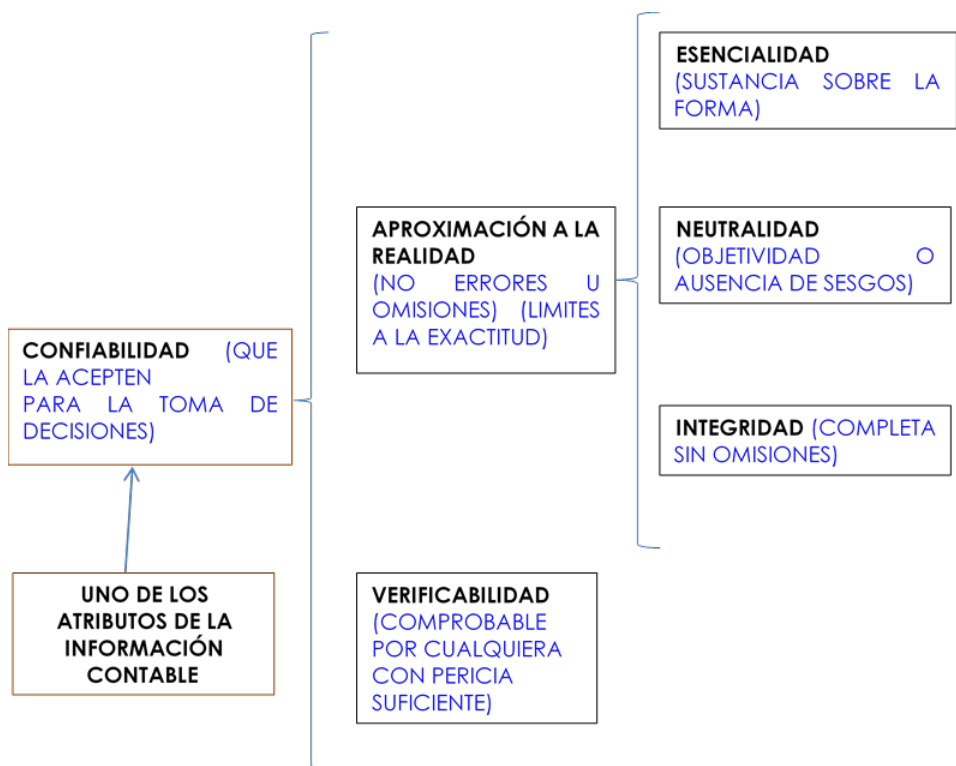 CONFIABILIDAD (QUE
LA ACEPTEN
PARA LA TOMA DE
DECISIONES)
UNO DE LOS
ATRIBUTOS DE LA
INFORMACIÓN
CONTABLE
APROXIMACIÓN A LA
REALIDAD
(NO ERRORES U
OMISIONES) (LIMITES
A LA EXACTITUD)
VERIFICABILIDAD
(COMPROBABLE
POR CUALQUIERA
CON PERICIA
SUFICIENTE)
ESENCIALIDAD
(SUSTANCIA SOBRE LA
FORMA)
NEUTRALIDAD
(OBJETIVIDAD O
AUSENCIA DE SESGOS)
INTEGRIDAD (COMPLETA
SIN OMISIONES)